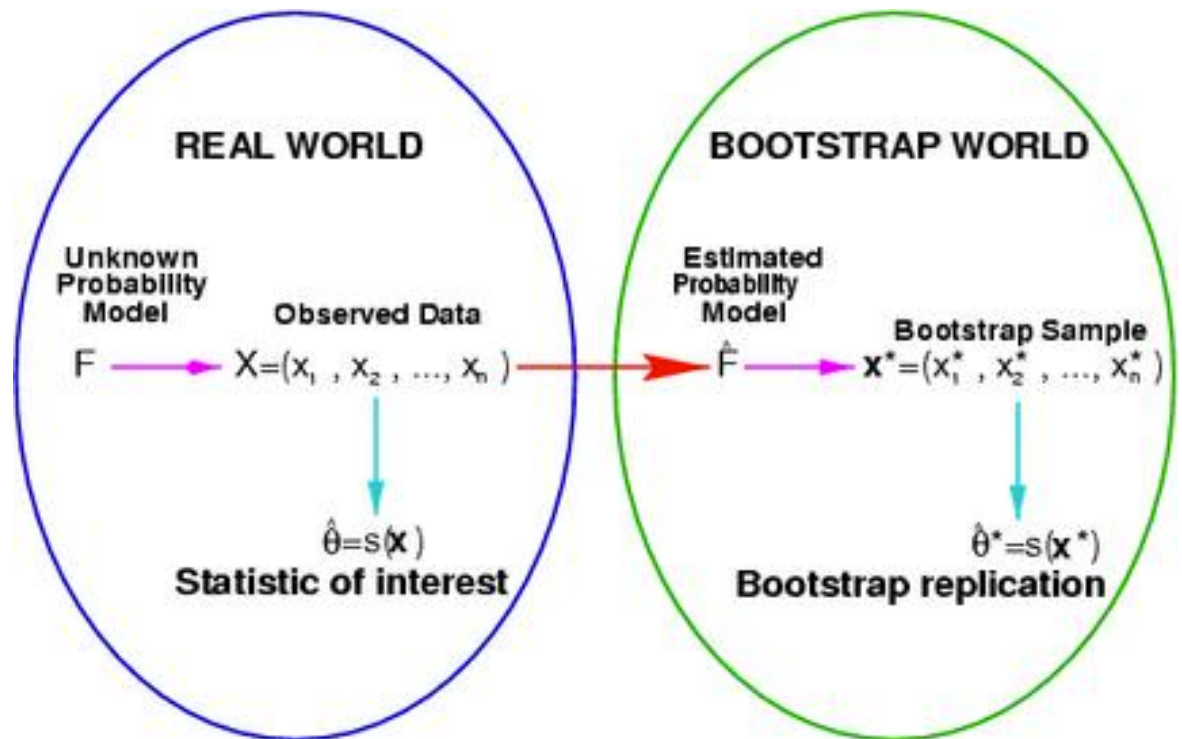 REAL WORLD
Unknown
Probability
Model
Observed Data
F
X=(x₁ , x₂ , ..., xₙ )
θ̂=s(x )
Statistic of interest
BOOTSTRAP WORLD
Estimated
Probability
Model
Bootstrap Sample
F̂
x*=(x₁* , x₂* , ..., xₙ* )
θ̂*=s(x*)
Bootstrap replication